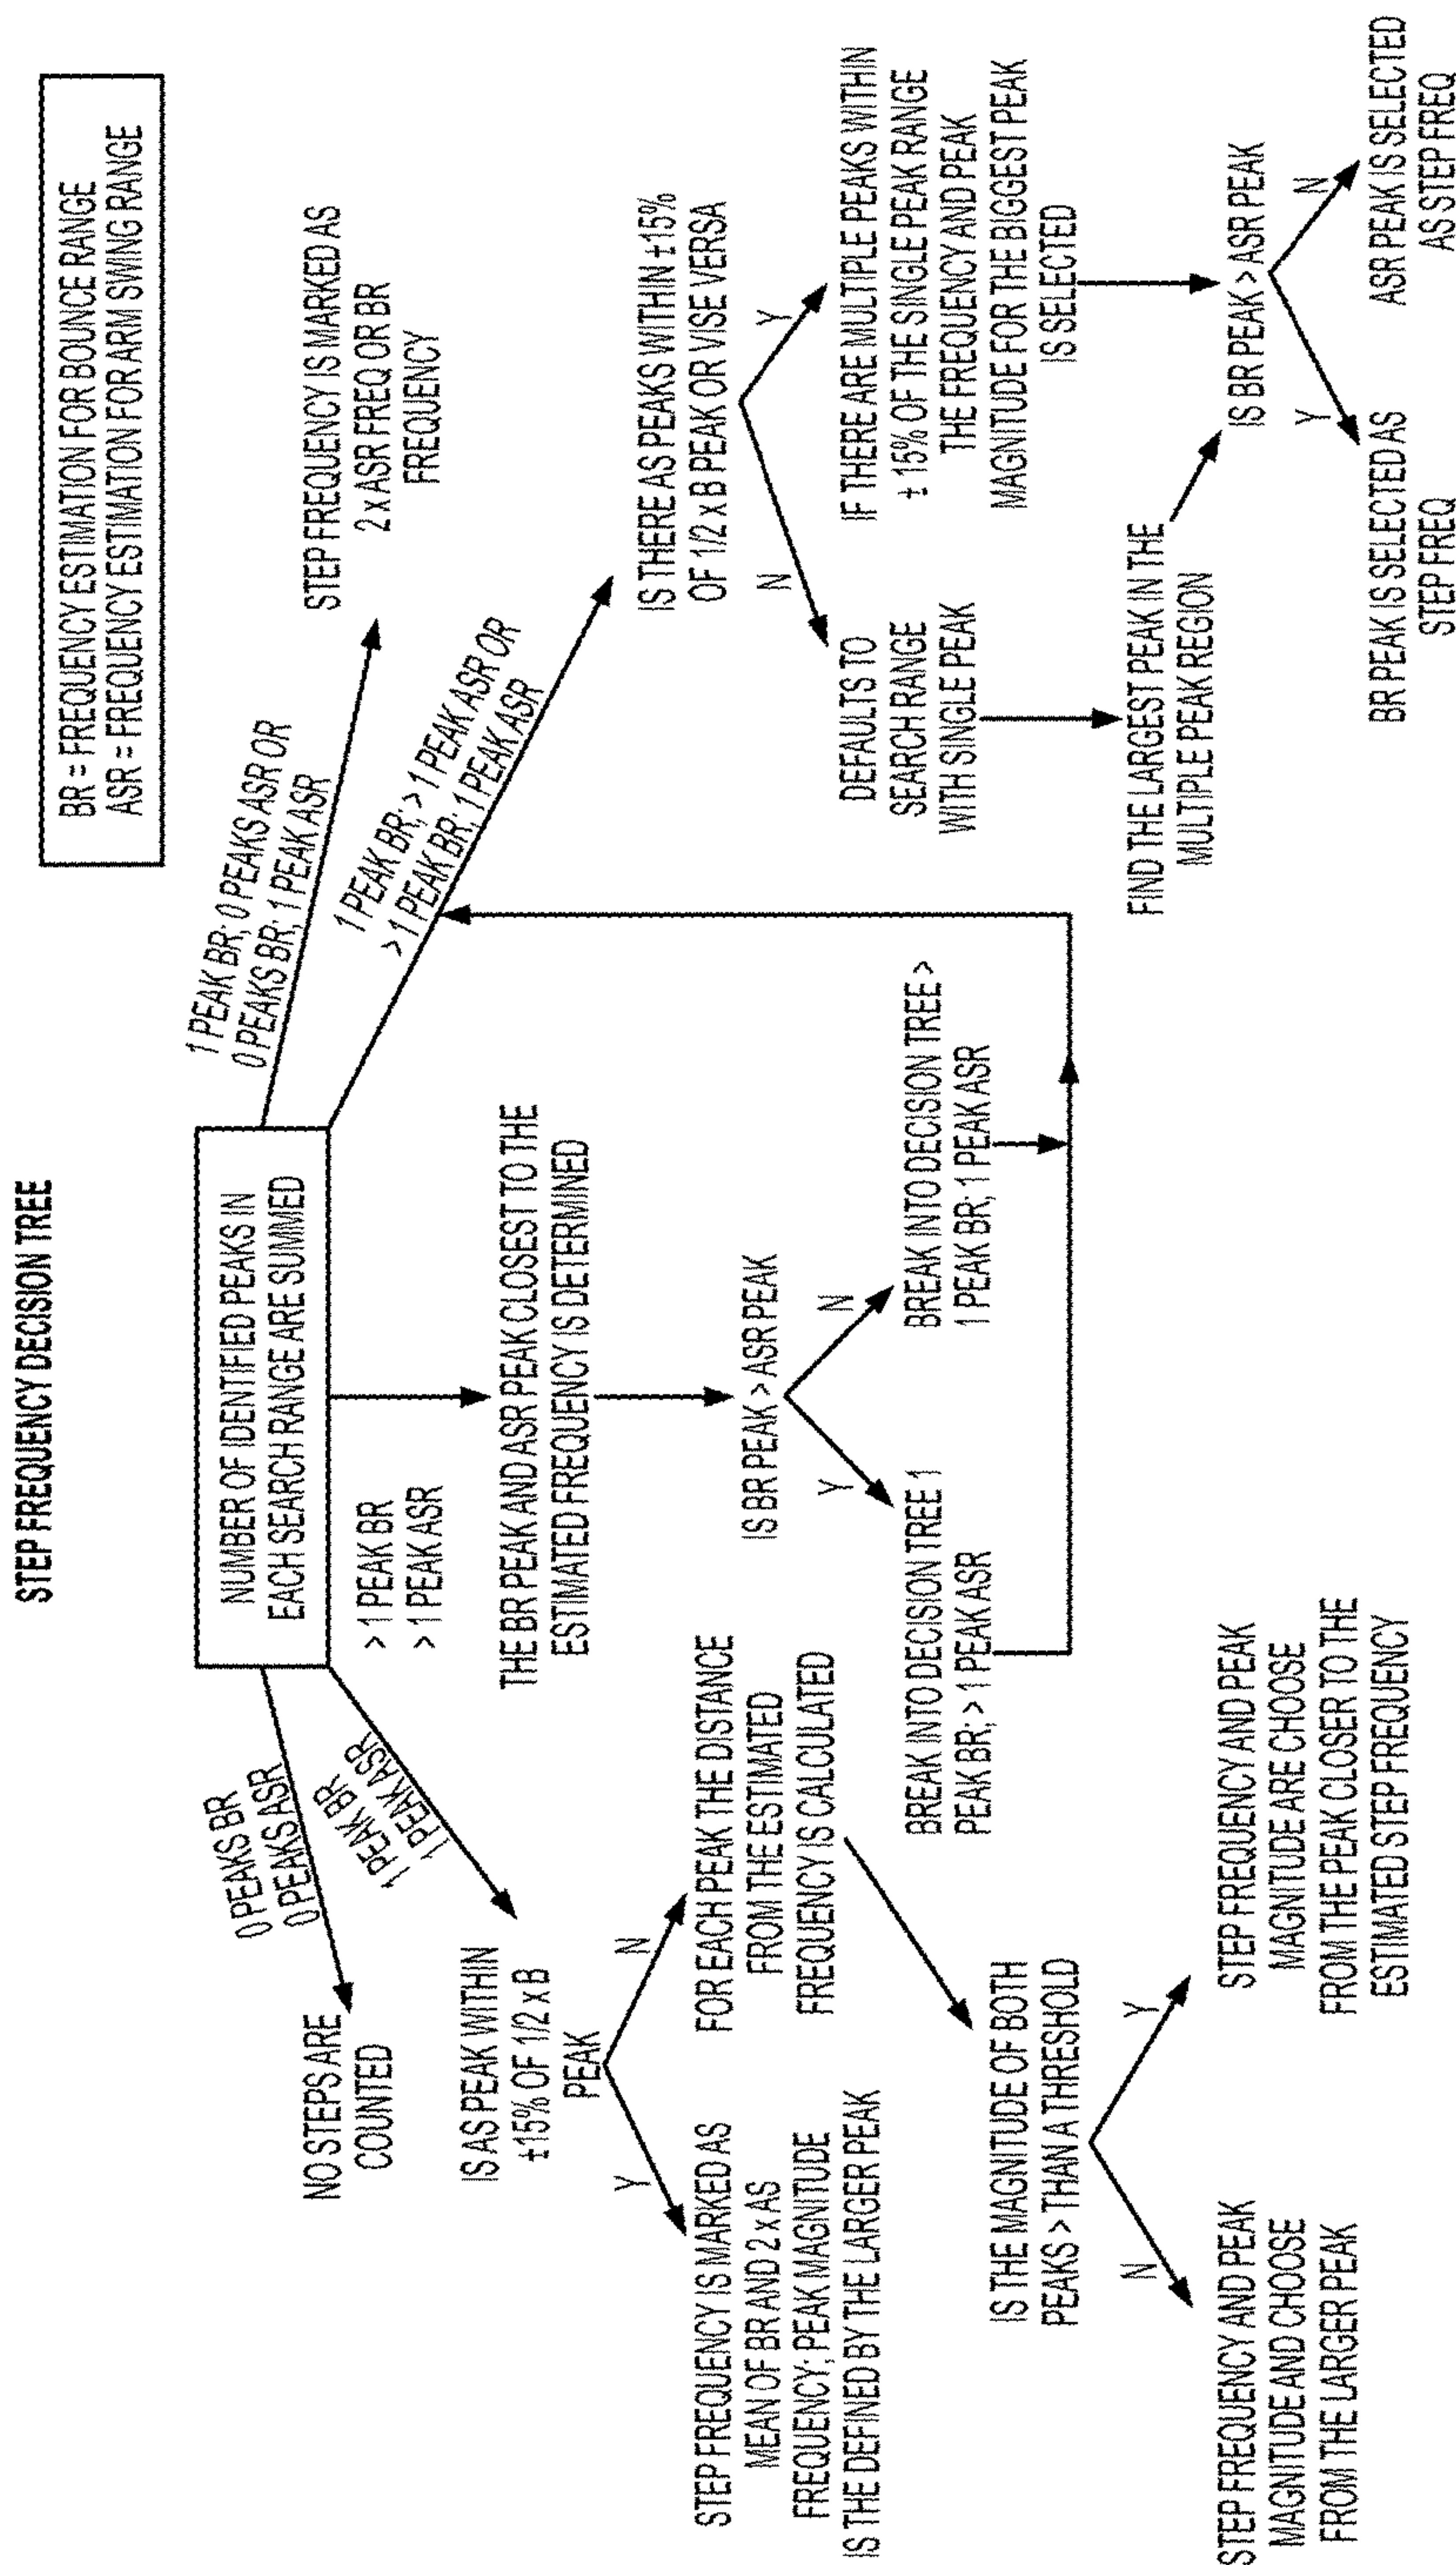 STEP FREQUENCY DECISION TREE
BR = FREQUENCY ESTIMATION FOR BOUNCE RANGE
ASR = FREQUENCY ESTIMATION FOR ARM SWING RANGE
NUMBER OF IDENTIFIED PEAKS IN
EACH SEARCH RANGE ARE SUMMED
0 PEAKS BR
0 PEAKS ASR
NO STEPS ARE
COUNTED
1 PEAK BR
1 PEAK ASR
IS AS PEAK WITHIN
±15% OF 1/2 x B
PEAK
Y
N
STEP FREQUENCY IS MARKED AS
MEAN OF BR AND 2 x AS
FREQUENCY; PEAK MAGNITUDE
IS THE DEFINED BY THE LARGER PEAK
FOR EACH PEAK THE DISTANCE
FROM THE ESTIMATED
FREQUENCY IS CALCULATED
IS THE MAGNITUDE OF BOTH
PEAKS > THAN A THRESHOLD
N
Y
STEP FREQUENCY AND PEAK
MAGNITUDE AND CHOOSE
FROM THE LARGER PEAK
STEP FREQUENCY AND PEAK
MAGNITUDE ARE CHOOSE
FROM THE PEAK CLOSER TO THE
ESTIMATED STEP FREQUENCY
> 1 PEAK BR
> 1 PEAK ASR
THE BR PEAK AND ASR PEAK CLOSEST TO THE
ESTIMATED FREQUENCY IS DETERMINED
IS BR PEAK > ASR PEAK
Y
N
BREAK INTO DECISION TREE 1
PEAK BR; > 1 PEAK ASR
BREAK INTO DECISION TREE >
1 PEAK BR; 1 PEAK ASR
1 PEAK BR; 0 PEAKS ASR OR
0 PEAKS BR; 1 PEAK ASR
STEP FREQUENCY IS MARKED AS
2 x ASR FREQ OR BR
FREQUENCY
1 PEAK BR; > 1 PEAK ASR OR
> 1 PEAK BR; 1 PEAK ASR
IS THERE AS PEAKS WITHIN ±15%
OF 1/2 x B PEAK OR VISE VERSA
N
Y
DEFAULTS TO
SEARCH RANGE
WITH SINGLE PEAK
IF THERE ARE MULTIPLE PEAKS WITHIN
± 15% OF THE SINGLE PEAK RANGE
THE FREQUENCY AND PEAK
MAGNITUDE FOR THE BIGGEST PEAK
IS SELECTED
FIND THE LARGEST PEAK IN THE
MULTIPLE PEAK REGION
IS BR PEAK > ASR PEAK
Y
N
BR PEAK IS SELECTED AS
STEP FREQ
ASR PEAK IS SELECTED
AS STEP FREQ